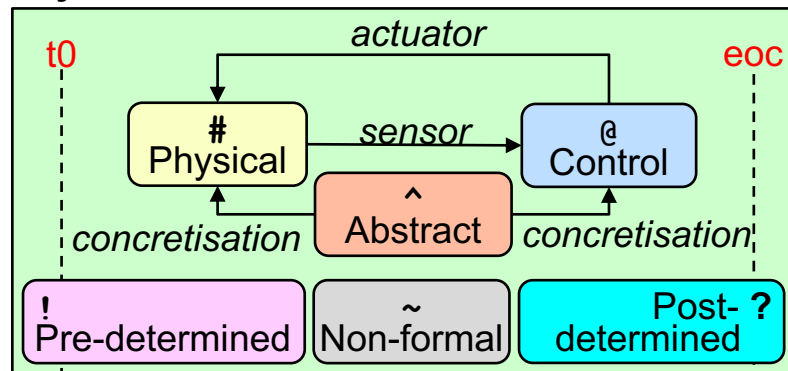 actuator
t0
eoc
#
Physical
sensor
@
Control
^
Abstract
concretisation
concretisation
!
Pre-determined
~
Non-formal
Post- ?
determined